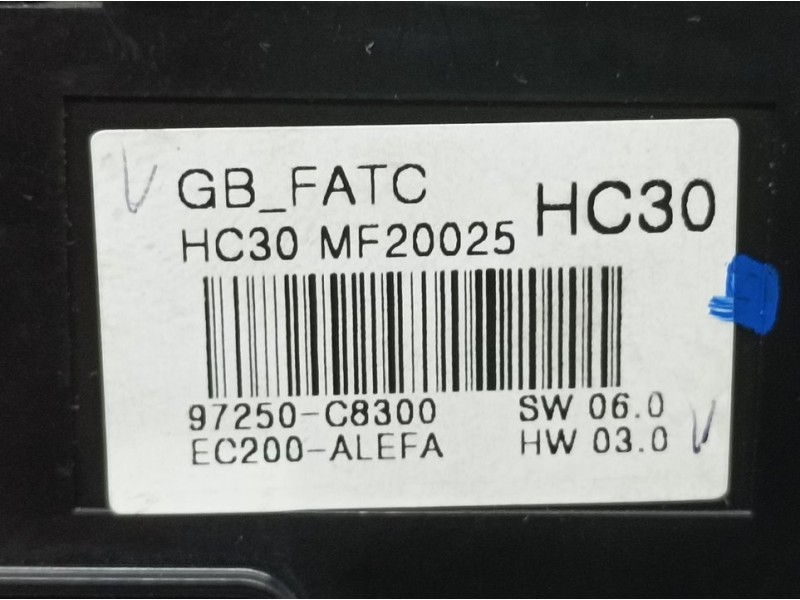 GB_FATC
HC30
HC30 MF20025
97250-C8300 SW 06.0
EC200-ALEFA HW 03.0